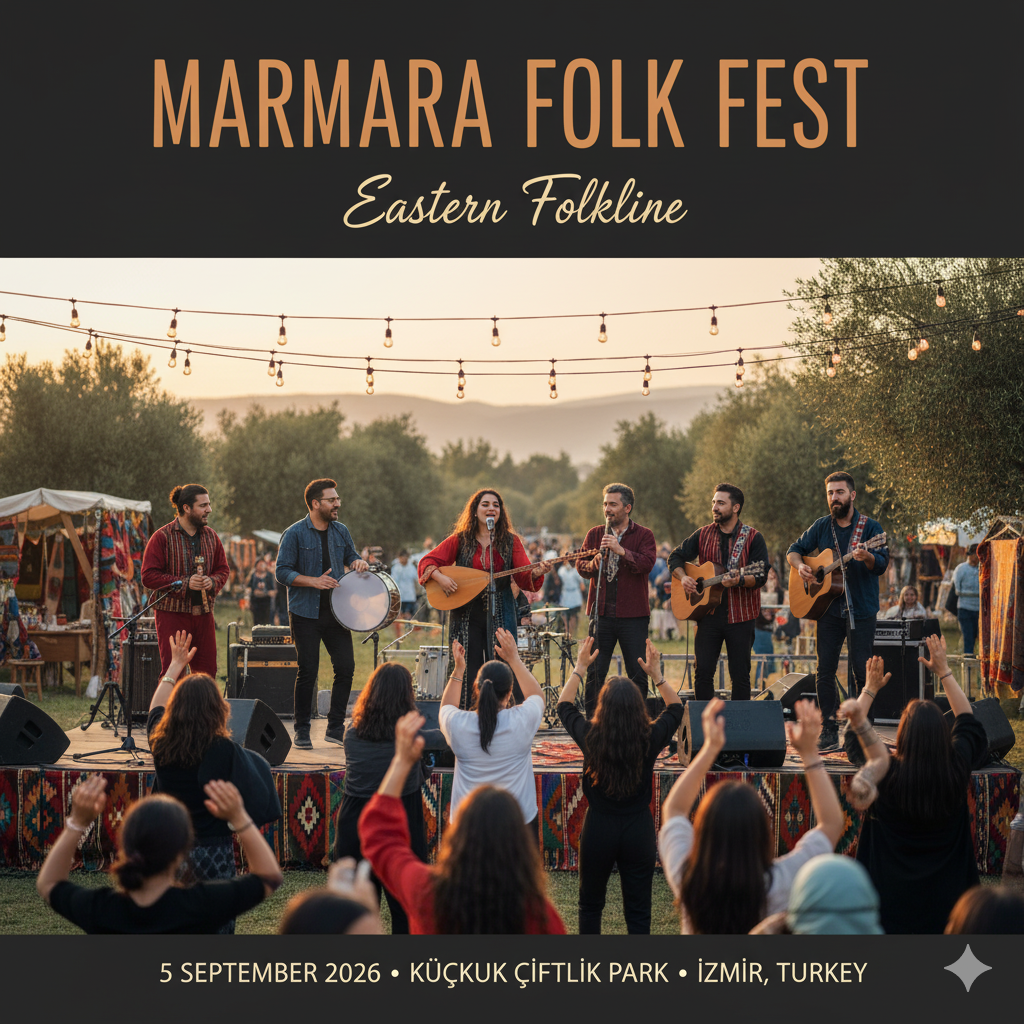 MARMARA FOLK FEST
Eastern Folkline
5 SEPTEMBER 2026 • KÜÇKUK ÇİFTLİK PARK • İZMİR, TURKEY